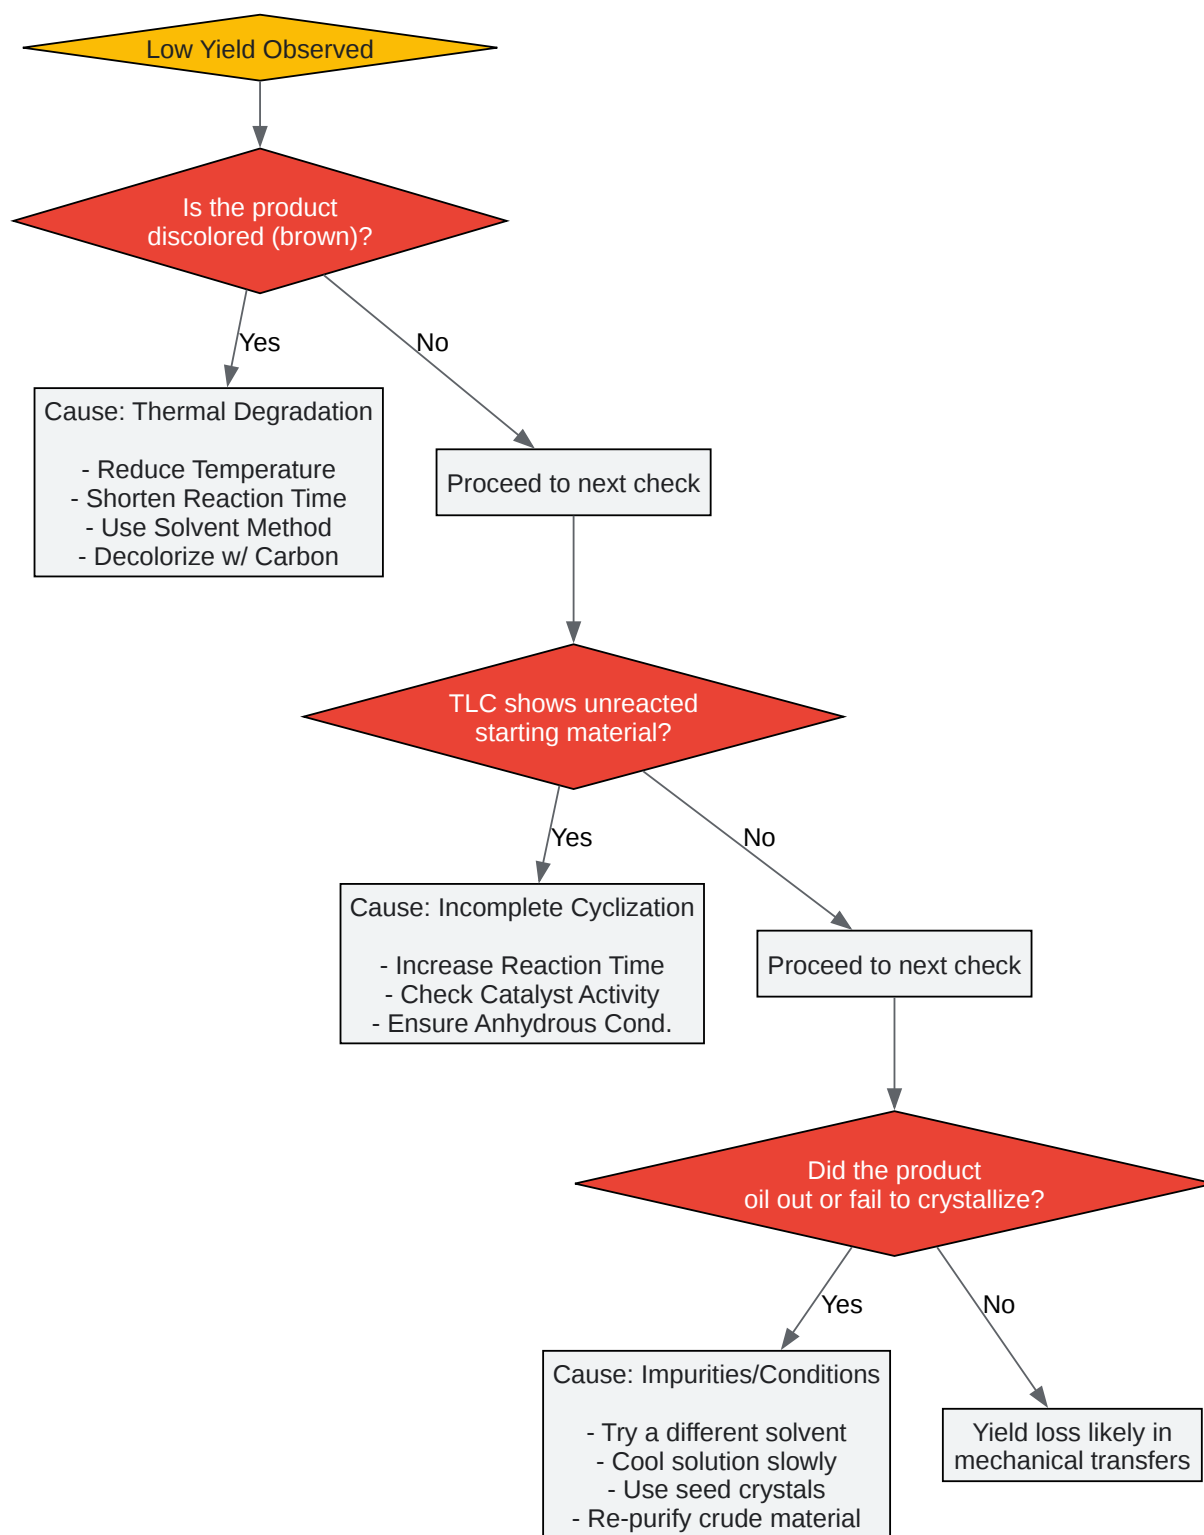 Low Yield Observed
Is the product
discolored (brown)?
Yes
No
Cause: Thermal Degradation
- Reduce Temperature
- Shorten Reaction Time
- Use Solvent Method
- Decolorize w/ Carbon
Proceed to next check
TLC shows unreacted
starting material?
Yes
No
Cause: Incomplete Cyclization
- Increase Reaction Time
- Check Catalyst Activity
- Ensure Anhydrous Cond.
Proceed to next check
Did the product
oil out or fail to crystallize?
Yes
No
Cause: Impurities/Conditions
- Try a different solvent
- Cool solution slowly
- Use seed crystals
- Re-purify crude material
Yield loss likely in
mechanical transfers